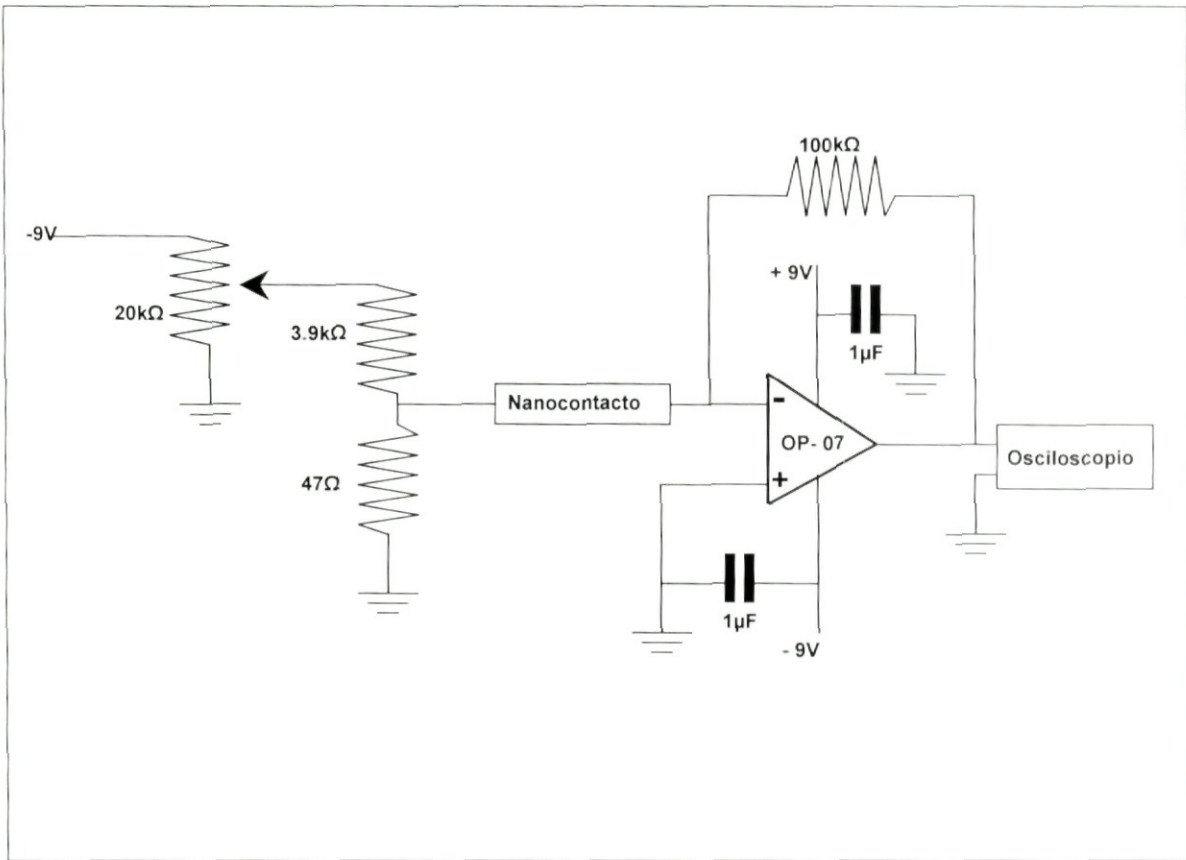 100kΩ
-9V
+ 9V
20kΩ
3.9kΩ
1µF
Nanocontacto
-
OP- 07
Osciloscopio
+
47Ω
1µF
- 9V